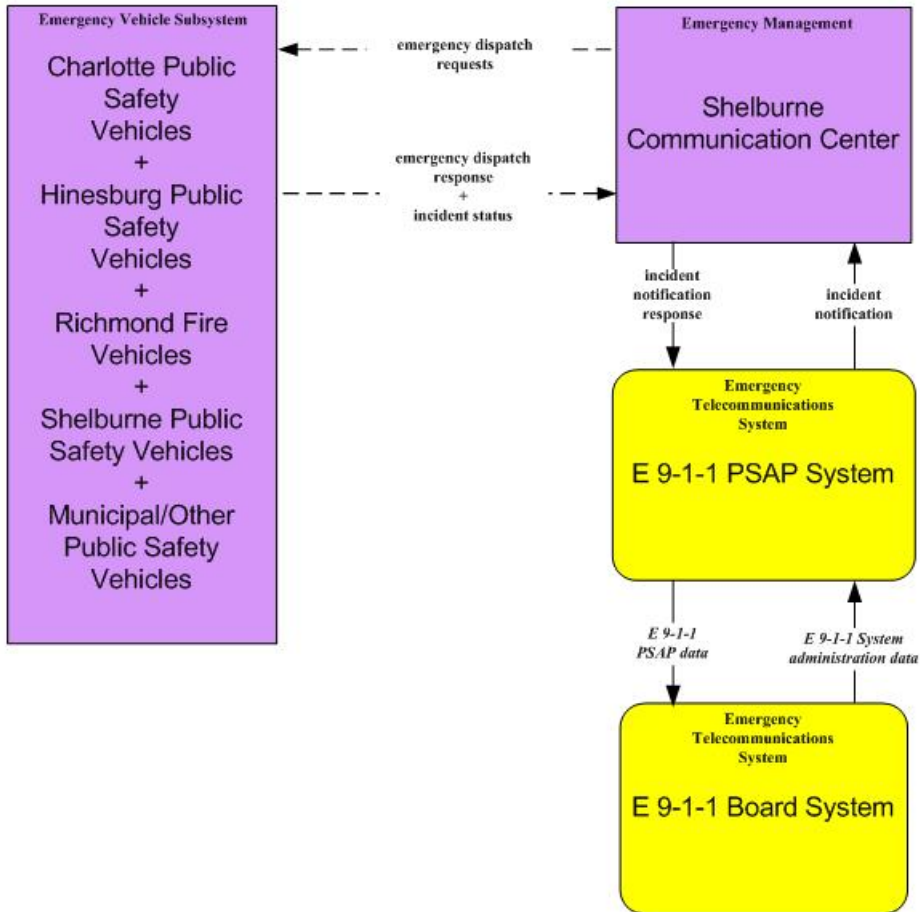 Emergency Vehicle Subsystem
Charlotte Public
Safety
Vehicles
+
Hinesburg Public
Safety
Vehicles
+
Richmond Fire
Vehicles
+
Shelburne Public
Safety Vehicles
+
Municipal/Other
Public Safety
Vehicles
emergency dispatch
requests
emergency dispatch
response
+
incident status
Emergency Management
Shelburne
Communication Center
incident
notification
response
incident
notification
Emergency
Telecommunications
System
E 9-1-1 PSAP System
E 9-1-1
PSAP data
E 9-1-1 System
administration data
Emergency
Telecommunications
System
E 9-1-1 Board System